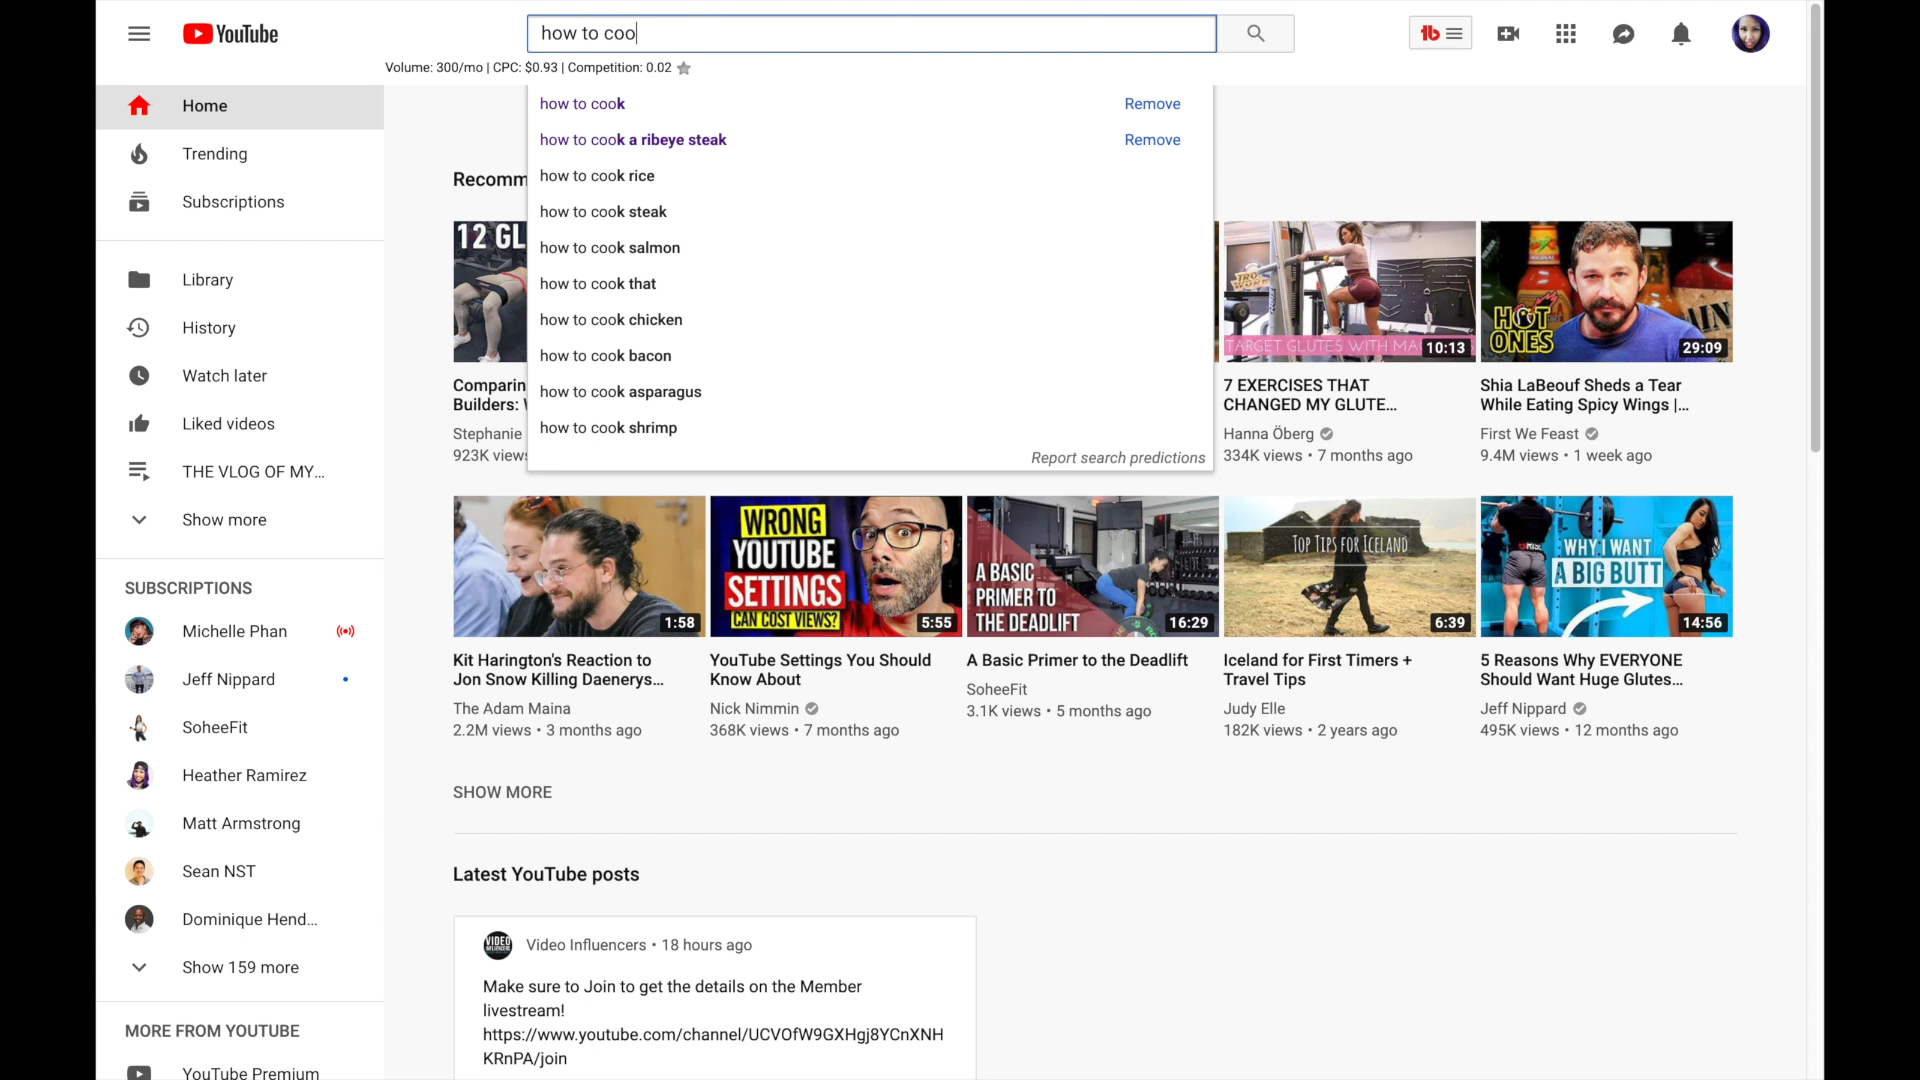 YouTube
how to coo
Volume: 300/mo | CPC: $0.93 | Competition: 0.02
Home
Trending
Subscriptions
Library
History
Watch later
Liked videos
THE VLOG OF MY...
Show more
SUBSCRIPTIONS
Michelle Phan
Jeff Nippard
SoheeFit
Heather Ramirez
Matt Armstrong
Sean NST
Dominique Hend...
Show 159 more
MORE FROM YOUTUBE
YouTube Premium
how to cook Remove
how to cook a ribeye steak Remove
how to cook rice
how to cook steak
how to cook salmon
how to cook that
how to cook chicken
how to cook bacon
how to cook asparagus
how to cook shrimp
Report search predictions
Recomm
12 GL
Comparin
Builders:
Stephanie
923K views
TARGET GLUTES WITH MA
10:13
7 EXERCISES THAT
CHANGED MY GLUTE...
Hanna Öberg
334K views • 7 months ago
HOT
ONES
29:09
Shia LaBeouf Sheds a Tear
While Eating Spicy Wings |...
First We Feast
9.4M views • 1 week ago
1:58
Kit Harington's Reaction to
Jon Snow Killing Daenerys...
The Adam Maina
2.2M views • 3 months ago
WRONG
YOUTUBE
SETTINGS
CAN COST VIEWS?
5:55
YouTube Settings You Should
Know About
Nick Nimmin
368K views • 7 months ago
A BASIC
PRIMER TO
THE DEADLIFT
16:29
A Basic Primer to the Deadlift
SoheeFit
3.1K views • 5 months ago
TOP TIPS FOR ICELAND
6:39
Iceland for First Timers +
Travel Tips
Judy Elle
182K views • 2 years ago
WHY I WANT
A BIG BUTT
14:56
5 Reasons Why EVERYONE
Should Want Huge Glutes...
Jeff Nippard
495K views • 12 months ago
SHOW MORE
Latest YouTube posts
VIDEO
INFLUENCERS
Video Influencers • 18 hours ago
Make sure to Join to get the details on the Member
livestream!
https://www.youtube.com/channel/UCVOfW9GXHgj8YCnXNH
KRnPA/join